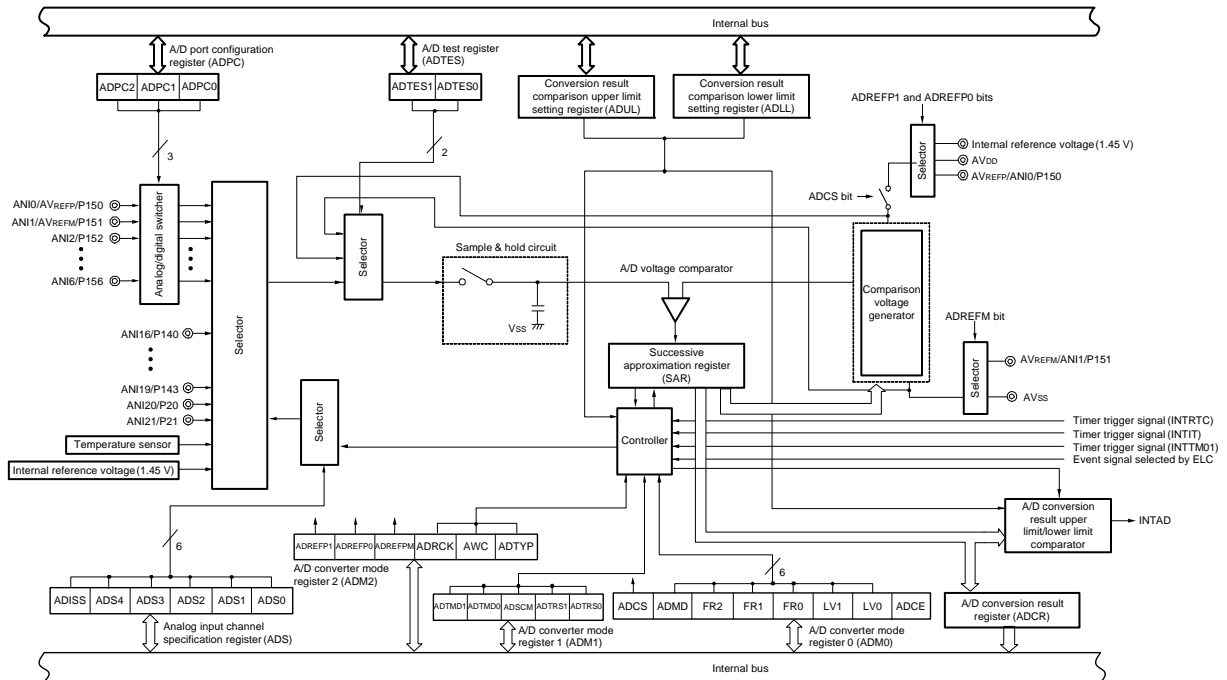 Internal bus
A/D port configuration
register (ADPC)
ADPC2 ADPC1 ADPC0
3
A/D test register
(ADTES)
ADTES1 ADTES0
2
Conversion result
comparison upper limit
setting register (ADUL)
Conversion result
comparison lower limit
setting register (ADLL)
ADREFP1 and ADREFP0 bits
Selector
Internal reference voltage (1.45 V)
AVDD
AVREFP/ANI0/P150
ADCS bit
ANI0/AVREFP/P150
ANI1/AVREFM/P151
ANI2/P152
ANI6/P156
Analog/digital switcher
ANI16/P140
ANI19/P143
ANI20/P20
ANI21/P21
Temperature sensor
Internal reference voltage (1.45 V)
Selector
Selector
Sample & hold circuit
VSS
A/D voltage comparator
Comparison
voltage
generator
ADREFM bit
Selector
AVREFM/ANI1/P151
AVSS
Successive
approximation register
(SAR)
Selector
Controller
Timer trigger signal (INTRTC)
Timer trigger signal (INTIT)
Timer trigger signal (INTTM01)
Event signal selected by ELC
A/D conversion
result upper
limit/lower limit
comparator
INTAD
6
ADISS ADS4 ADS3 ADS2 ADS1 ADS0
Analog input channel
specification register (ADS)
ADREFP1 ADREFP0 ADREFPM ADRCK AWC ADTYP
A/D converter mode
register 2 (ADM2)
ADTMD1 ADTMD0 ADSCM ADTRS1 ADTRS0
A/D converter mode
register 1 (ADM1)
6
ADCS ADMD FR2 FR1 FR0 LV1 LV0 ADCE
A/D converter mode
register 0 (ADM0)
A/D conversion result
register (ADCR)
Internal bus